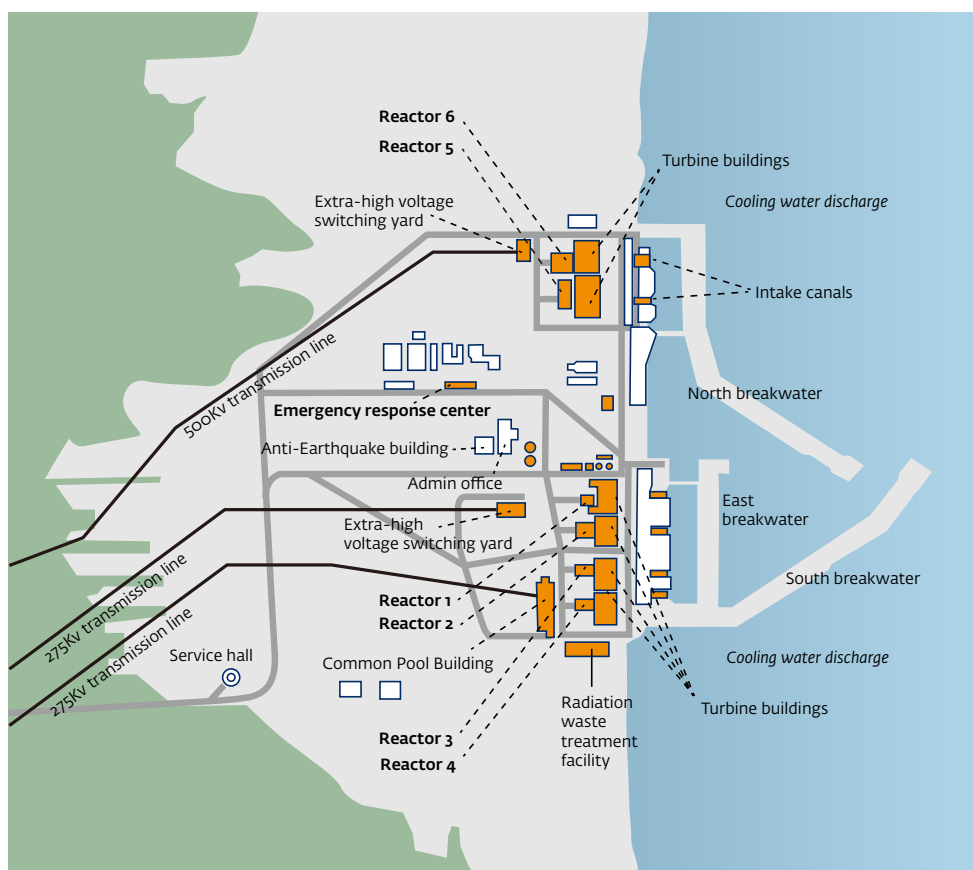 Reactor 6
Reactor 5
Turbine buildings
Extra-high voltage
switching yard
Cooling water discharge
Intake canals
500Kv transmission line
North breakwater
Emergency response center
Anti-Earthquake building
Admin office
East
breakwater
Extra-high
voltage switching yard
275Kv transmission line
South breakwater
Reactor 1
Reactor 2
275Kv transmission line
Service hall
Common Pool Building
Cooling water discharge
Radiation
waste
treatment
facility
Turbine buildings
Reactor 3
Reactor 4